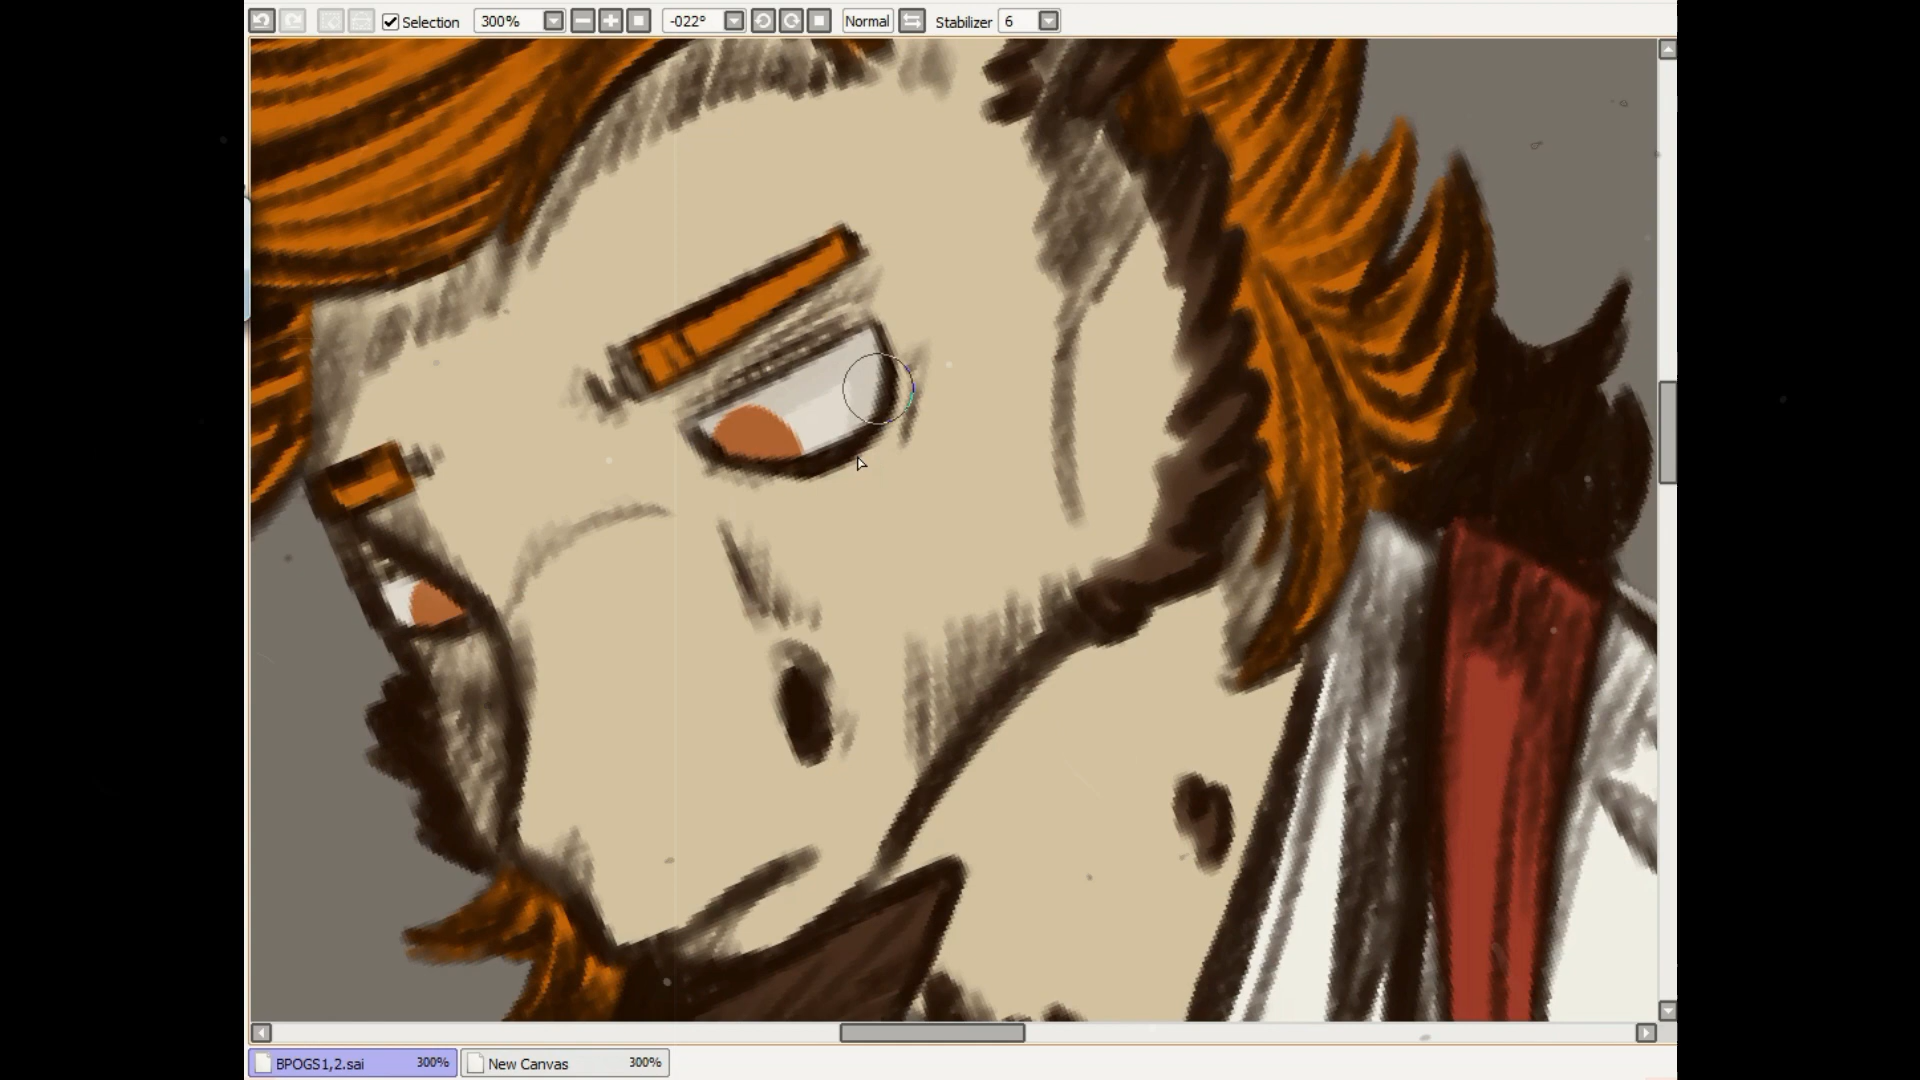 Selection 300% -022° Normal Stabilizer 6
BPOGS1,2.sai 300% New Canvas 300%